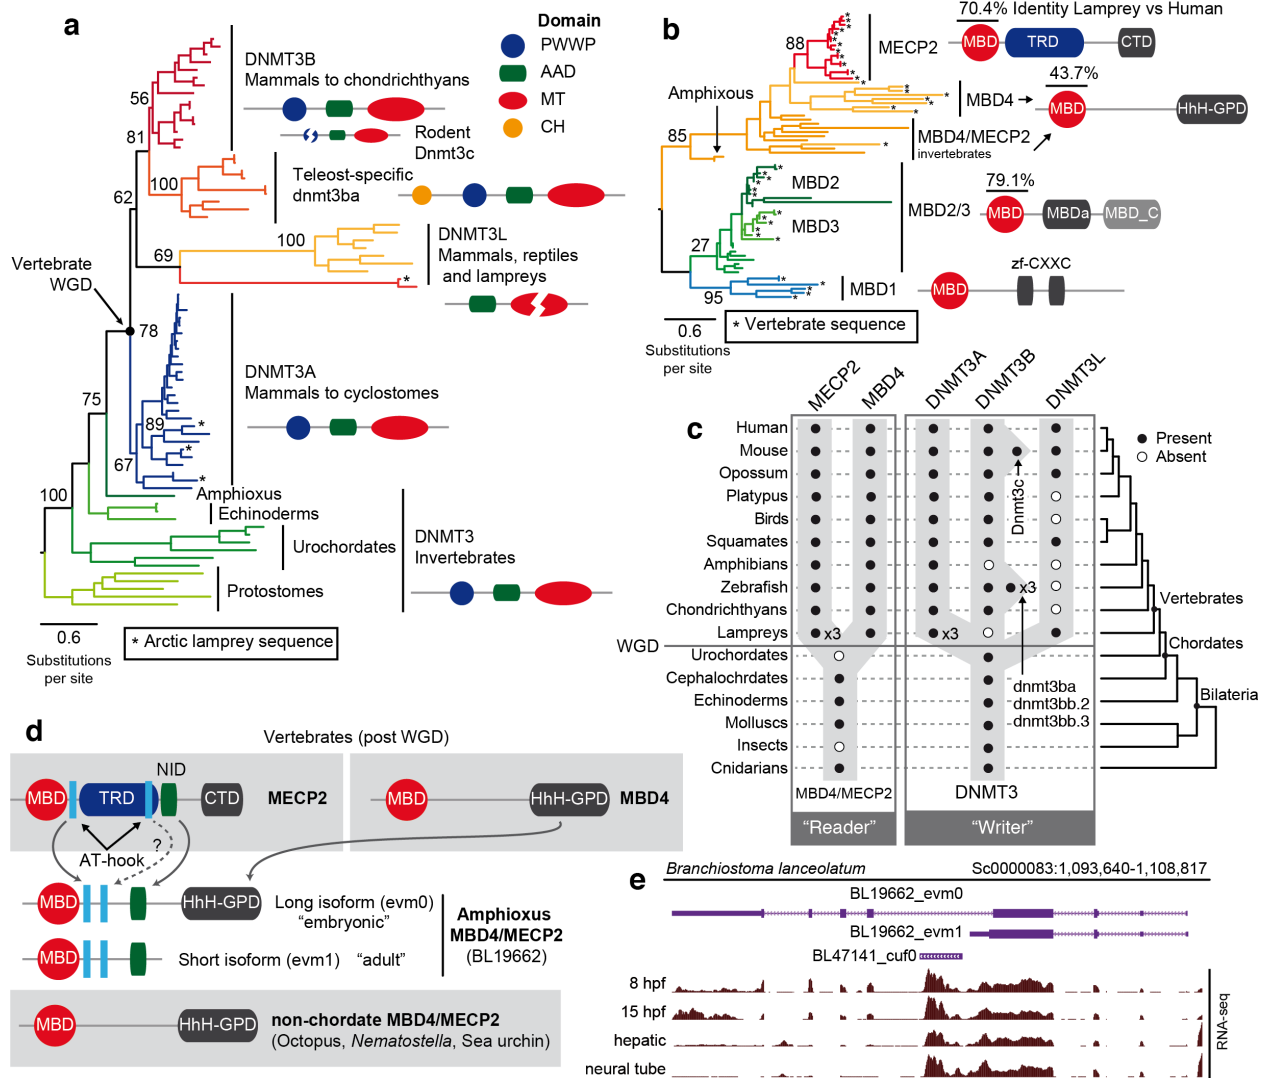 a
DNMT3B
Mammals to chondrichthyans
Domain
PWWP
AAD
MT
CH
56
81
Rodent
Dnmt3c
Teleost-specific
dnmt3ba
100
62
100
69
DNMT3L
Mammals, reptiles
and lampreys
*
Vertebrate
WGD
78
DNMT3A
Mammals to cyclostomes
75
89
*
*
67
*
100
Amphioxus
Echinoderms
Urochordates
DNMT3
Invertebrates
Protostomes
0.6
Substitutions
per site
* Arctic lamprey sequence
b
70.4% Identity Lamprey vs Human
88
MECP2
MBD
TRD
CTD
43.7%
Amphixous
MBD4
MBD
HhH-GPD
85
MBD4/MECP2
invertebrates
79.1%
MBD2
MBD3
MBD2/3
MBD
MBDa
MBD_C
27
zf-CXXC
95
MBD1
MBD
0.6
Substitutions
per site
* Vertebrate sequence
c
MECP2
MBD4
DNMT3A
DNMT3B
DNMT3L
Human
Mouse
Opossum
Platypus
Birds
Squamates
Amphibians
Zebrafish
Chondrichthyans
Lampreys
WGD
Urochordates
Cephalochrdates
Echinoderms
Molluscs
Insects
Cnidarians
Present
Absent
Dnmt3c
x3
x3
x3
Vertebrates
Chordates
Bilateria
dnmt3ba
dnmt3bb.2
dnmt3bb.3
MBD4/MECP2
DNMT3
“Reader”
“Writer”
d
Vertebrates (post WGD)
NID
MBD
TRD
CTD
MECP2
MBD
HhH-GPD
MBD4
AT-hook
?
MBD
HhH-GPD
Long isoform (evm0)
“embryonic”
MBD
Short isoform (evm1) “adult”
Amphioxus
MBD4/MECP2
(BL19662)
MBD
HhH-GPD
non-chordate MBD4/MECP2
(Octopus, Nematostella, Sea urchin)
e
Branchiostoma lanceolatum
Sc0000083:1,093,640-1,108,817
BL19662_evm0
BL19662_evm1
BL47141_cuf0
8 hpf
15 hpf
hepatic
neural tube
RNA-seq